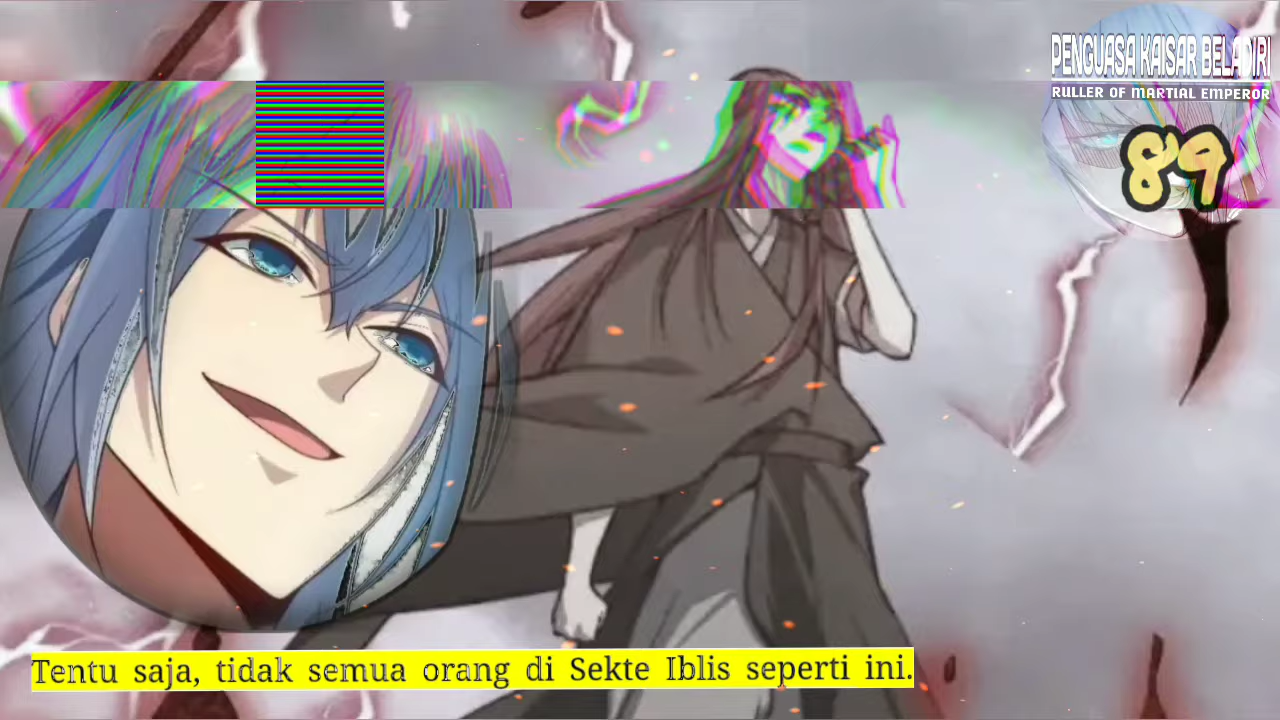 PENGUASA KAISAR BELADIRI
RULLER OF MARTIAL EMPEROR
89
Tentu saja, tidak semua orang di Sekte Iblis seperti ini.